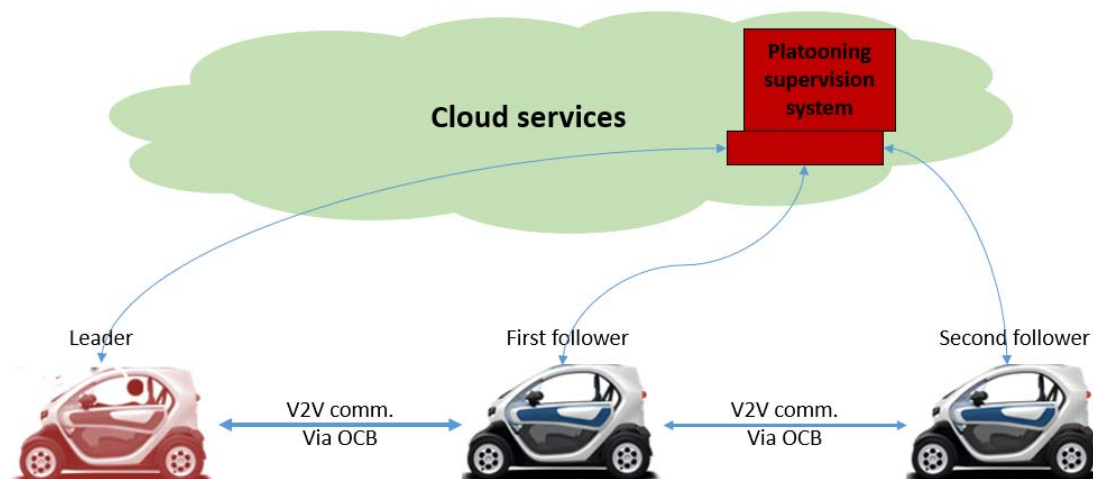 Platooning
supervision
system
Cloud services
Leader
First follower
Second follower
V2V comm.
Via OCB
V2V comm.
Via OCB